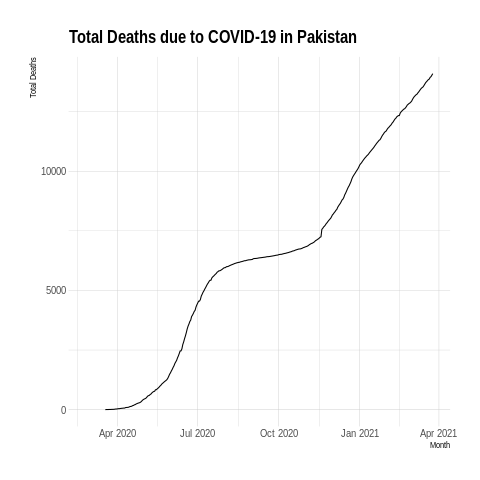 Total Deaths due to COVID-19 in Pakistan
Total Deaths
10000
5000
0
Apr 2020 Jul 2020 Oct 2020 Jan 2021 Apr 2021
Month